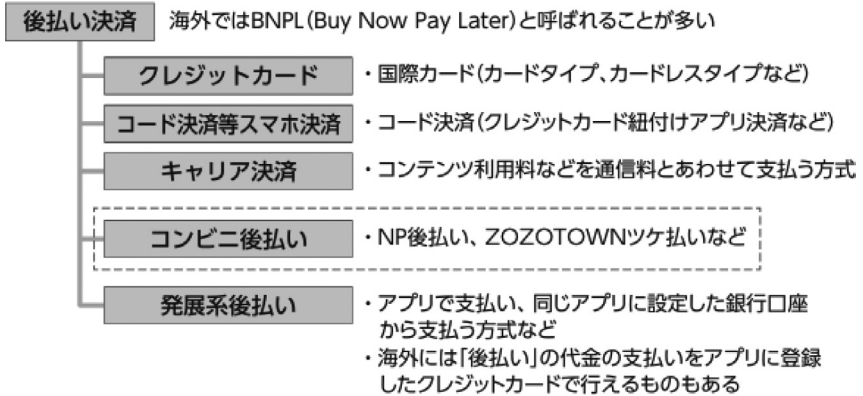 後払い決済 海外ではBNPL(Buy Now Pay Later)と呼ばれることが多い
クレジットカード ・国際カード(カードタイプ、カードレスタイプなど)
コード決済等スマホ決済 ・コード決済(クレジットカード紐付けアプリ決済など)
キャリア決済 ・コンテンツ利用料などを通信料とあわせて支払う方式
コンビニ後払い ・NP後払い、ZOZOTOWNツケ払いなど
発展系後払い ・アプリで支払い、同じアプリに設定した銀行口座
から支払う方式など
・海外には「後払い」の代金の支払いをアプリに登録
したクレジットカードで行えるものもある